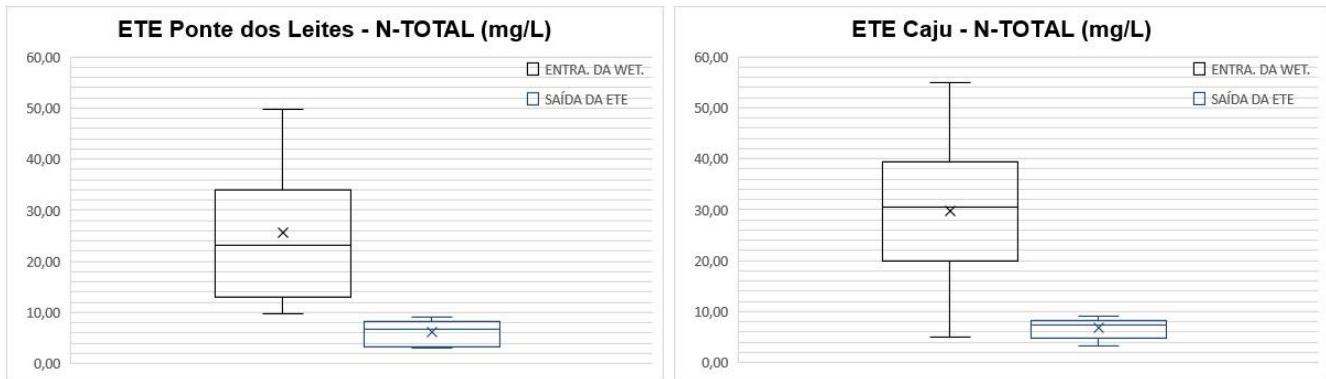 ETE Ponte dos Leites - N-TOTAL (mg/L)
60,00
50,00
40,00
30,00
20,00
10,00
0,00
ENTRA. DA WET.
SAÍDA DA ETE
ETE Caju - N-TOTAL (mg/L)
60,00
50,00
40,00
30,00
20,00
10,00
0,00
ENTRA. DA WET.
SAÍDA DA ETE